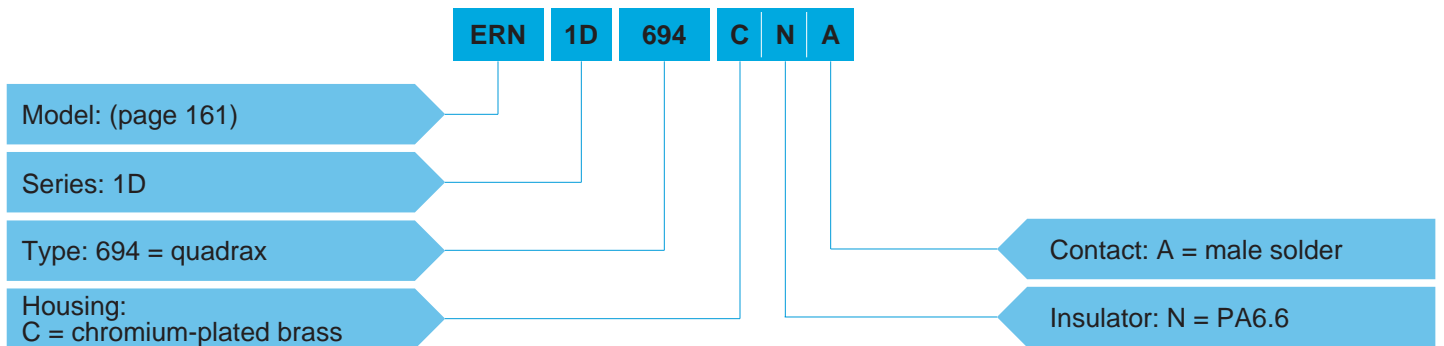 ERN 1D 694 C N A
Model: (page 161)
Series: 1D
Type: 694 = quadrax
Housing:
C = chromium-plated brass
Contact: A = male solder
Insulator: N = PA6.6